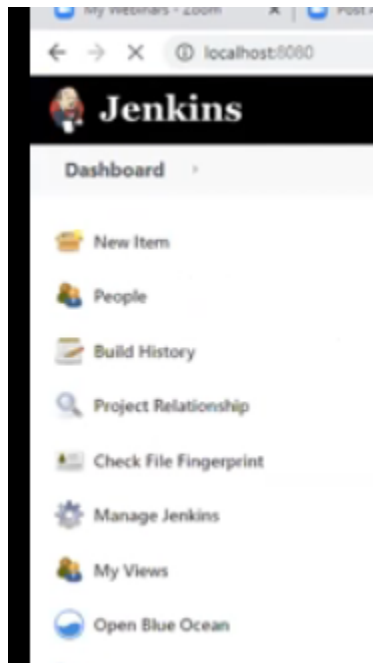 My Webinars - Zoom
Post
localhost:8080
Jenkins
Dashboard
New Item
People
Build History
Project Relationship
Check File Fingerprint
Manage Jenkins
My Views
Open Blue Ocean